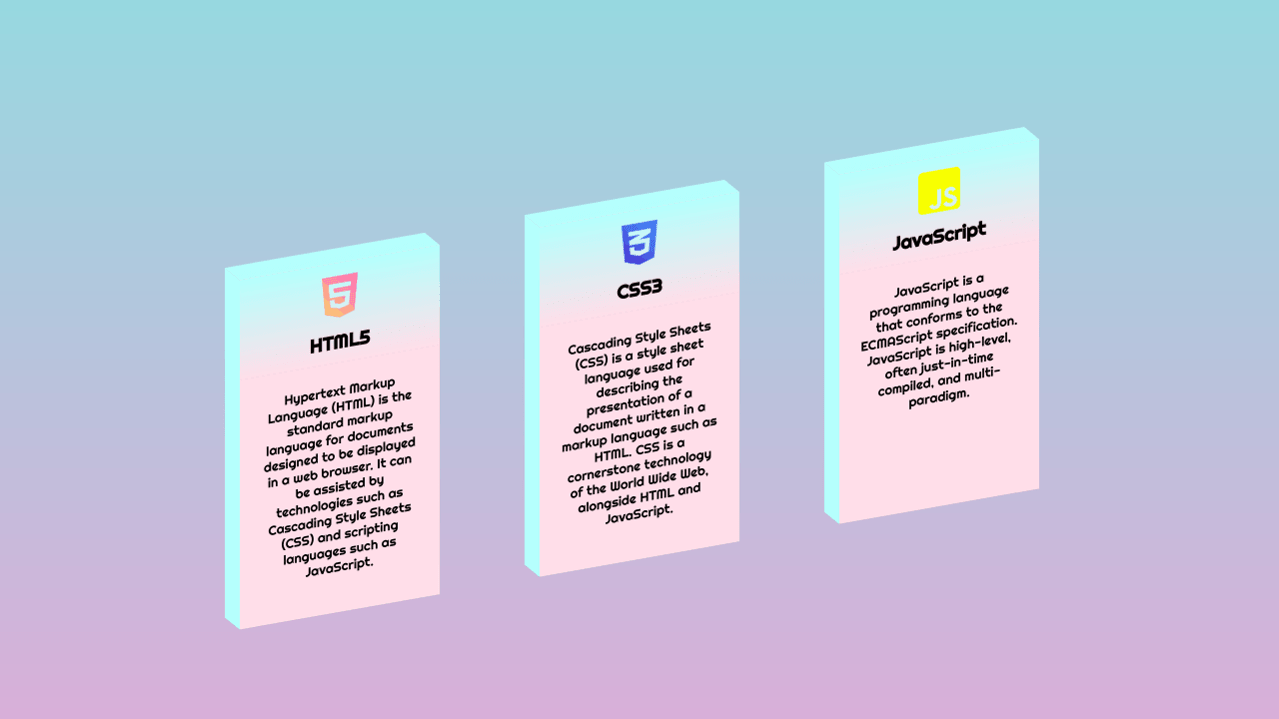 5
HTML5
Hypertext Markup
Language (HTML) is the
standard markup
language for documents
designed to be displayed
in a web browser. It can
be assisted by
technologies such as
Cascading Style Sheets
(CSS) and scripting
languages such as
JavaScript.
3
CSS3
Cascading Style Sheets
(CSS) is a style sheet
language used for
describing the
presentation of a
document written in a
markup language such as
HTML. CSS is a
cornerstone technology
of the World Wide Web,
alongside HTML and
JavaScript.
JS
JavaScript
JavaScript is a
programming language
that conforms to the
ECMAScript specification.
JavaScript is high-level,
often just-in-time
compiled, and multi-
paradigm.